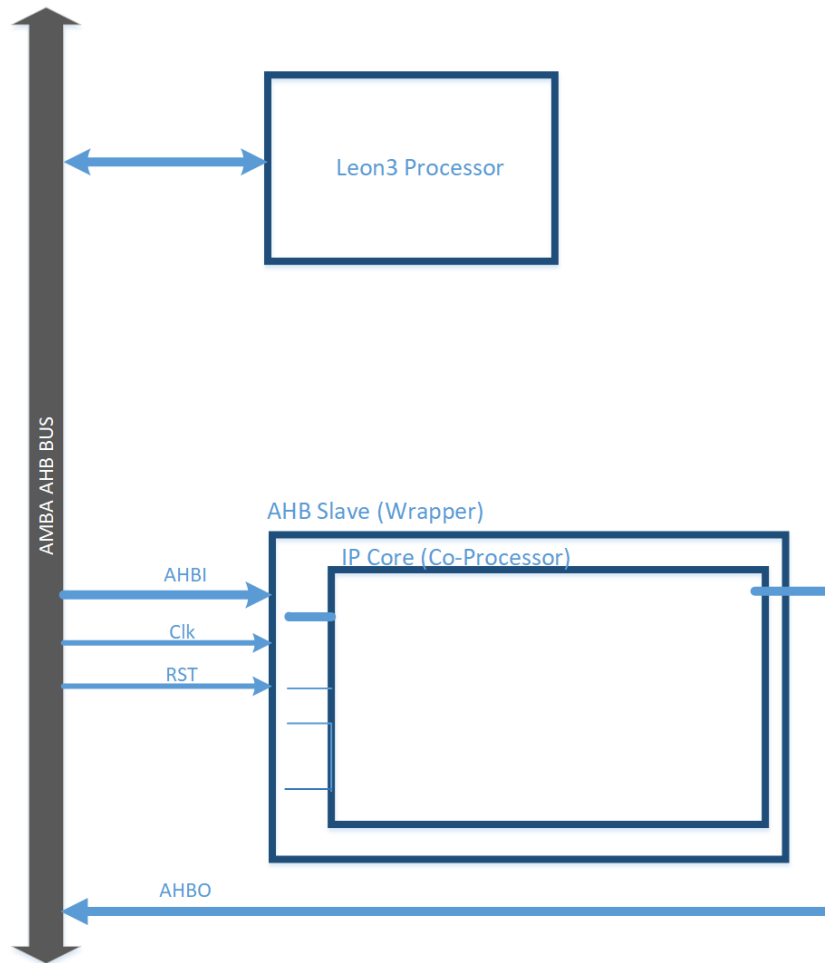 Leon3 Processor
AMBA AHB BUS
AHB Slave (Wrapper)
IP Core (Co-Processor)
AHBI
Clk
RST
AHBO